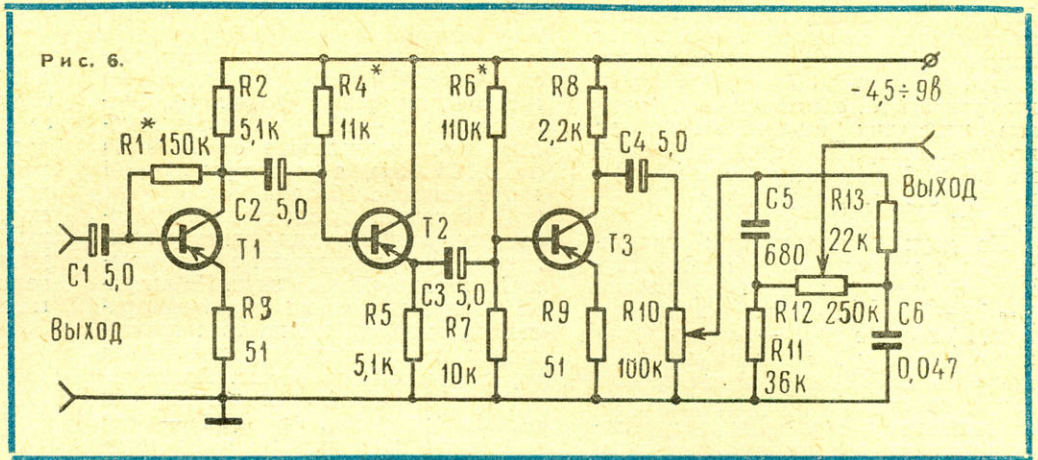 Рис. 6.
R1* 150к
R2
5,1к
R4*
11к
R6*
110к
R8
2,2к
-4,5÷9в
C1 5,0
C2 5,0
T1
T2
C3 5,0
T3
C4 5,0
C5
680
R13
22к
Выход
Выход
R3
51
R5
5,1к
R7
10к
R9
51
R10
100к
R12 250к
R11
36к
C6
0,047